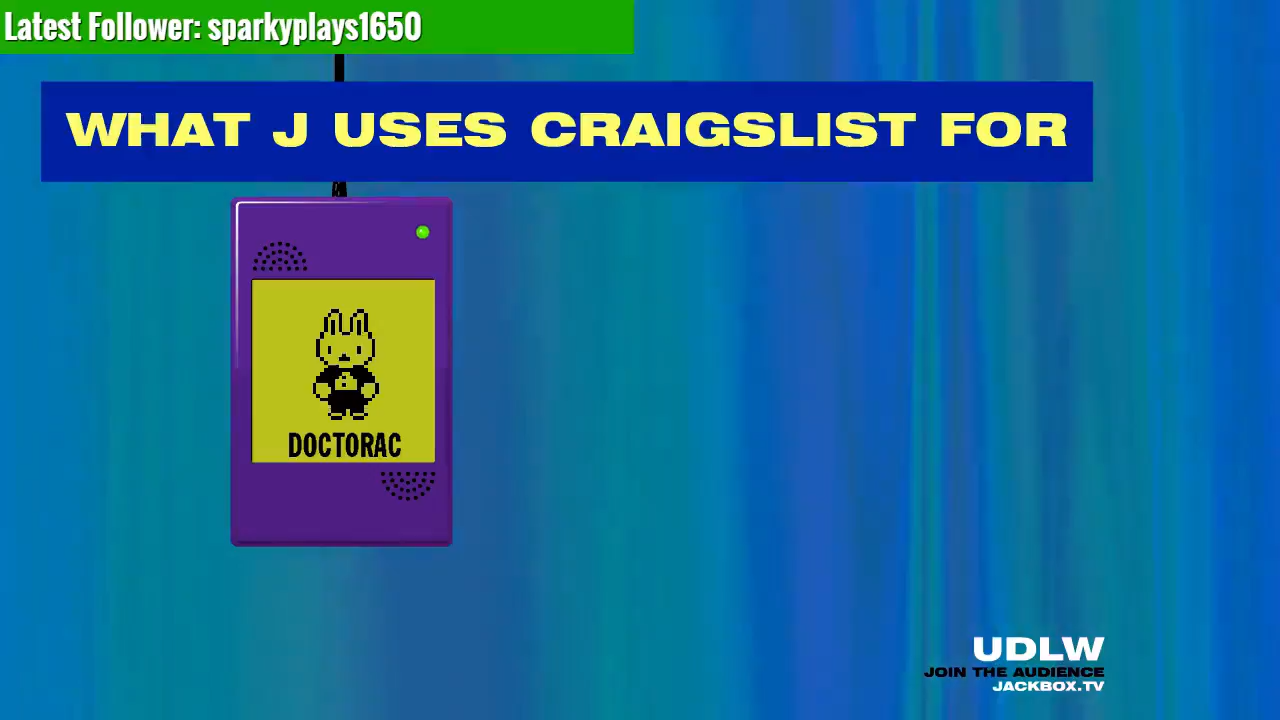 Latest Follower: sparkyplays1650
WHAT J USES CRAIGSLIST FOR
DOCTORAC
UDLW
JOIN THE AUDIENCE
JACKBOX.TV